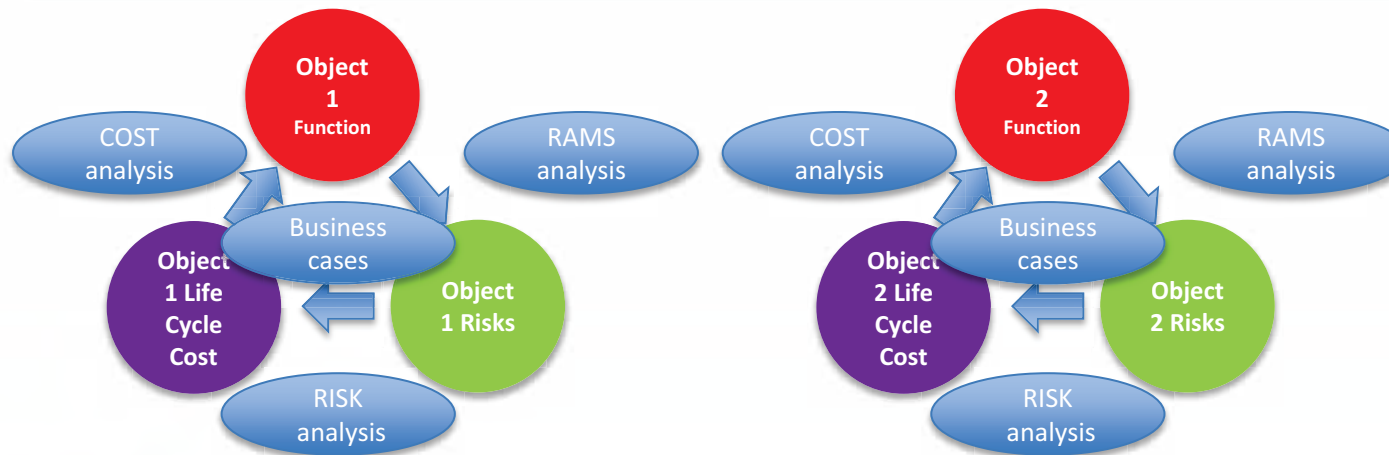 Object
1
Function
COST
analysis
RAMS
analysis
Business
cases
Object
1 Life
Cycle
Cost
Object
1 Risks
RISK
analysis
Object
2
Function
COST
analysis
RAMS
analysis
Business
cases
Object
2 Life
Cycle
Cost
Object
2 Risks
RISK
analysis